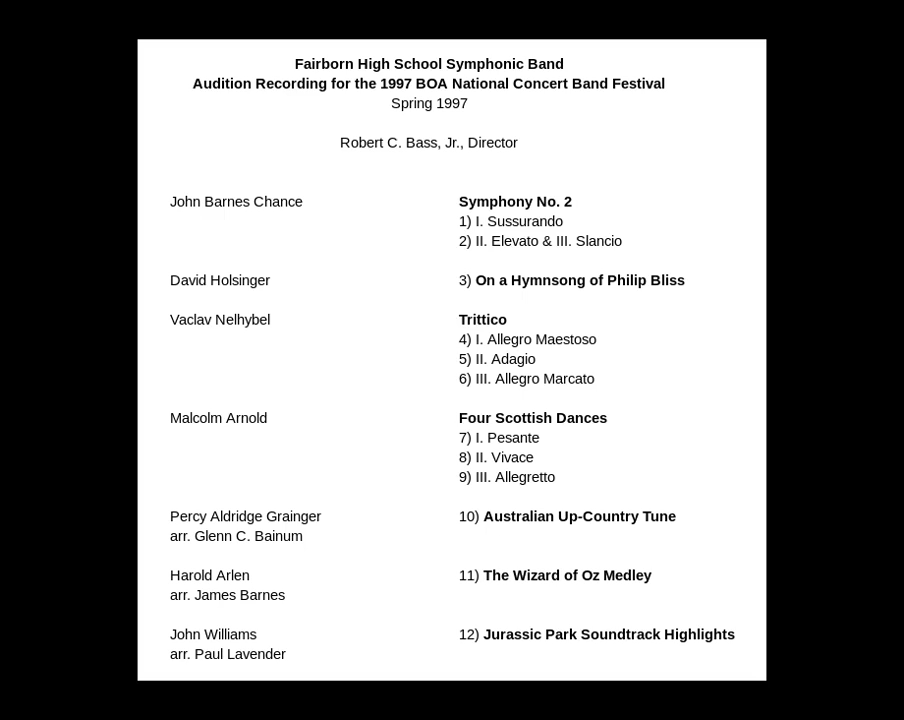 Fairborn High School Symphonic Band
Audition Recording for the 1997 BOA National Concert Band Festival
Spring 1997
Robert C. Bass, Jr., Director
John Barnes Chance Symphony No. 2
1) I. Sussurando
2) II. Elevato & III. Slancio
David Holsinger 3) On a Hymnsong of Philip Bliss
Vaclav Nelhybel Trittico
4) I. Allegro Maestoso
5) II. Adagio
6) III. Allegro Marcato
Malcolm Arnold Four Scottish Dances
7) I. Pesante
8) II. Vivace
9) III. Allegretto
Percy Aldridge Grainger 10) Australian Up-Country Tune
arr. Glenn C. Bainum
Harold Arlen 11) The Wizard of Oz Medley
arr. James Barnes
John Williams 12) Jurassic Park Soundtrack Highlights
arr. Paul Lavender